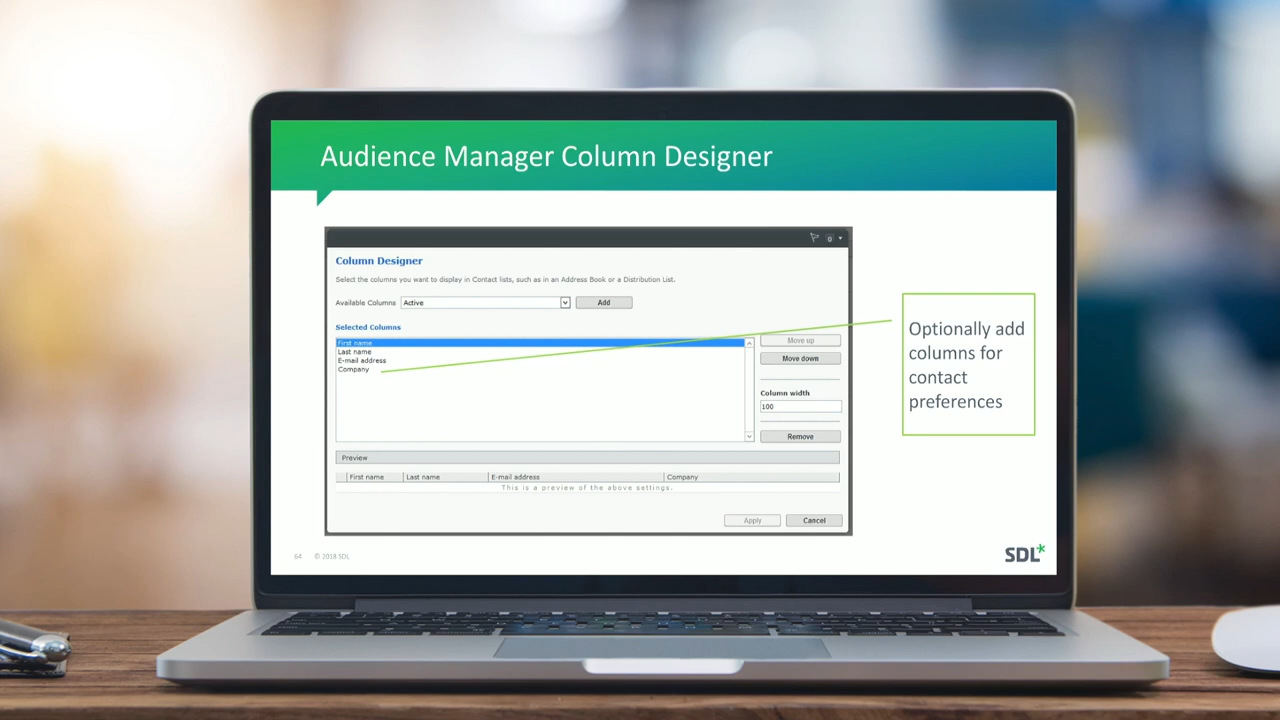 Audience Manager Column Designer
0
Column Designer
Select the columns you want to display in Contact lists, such as in an Address Book or a Distribution List.
Available Columns Active Add
Selected Columns
First name
Last name
E-mail address
Company
Move up
Move down
Column width
100
Remove
Preview
First name Last name E-mail address Company
This is a preview of the above settings.
Apply Cancel
Optionally add
columns for
contact
preferences
64 © 2018 SDL
SDL*